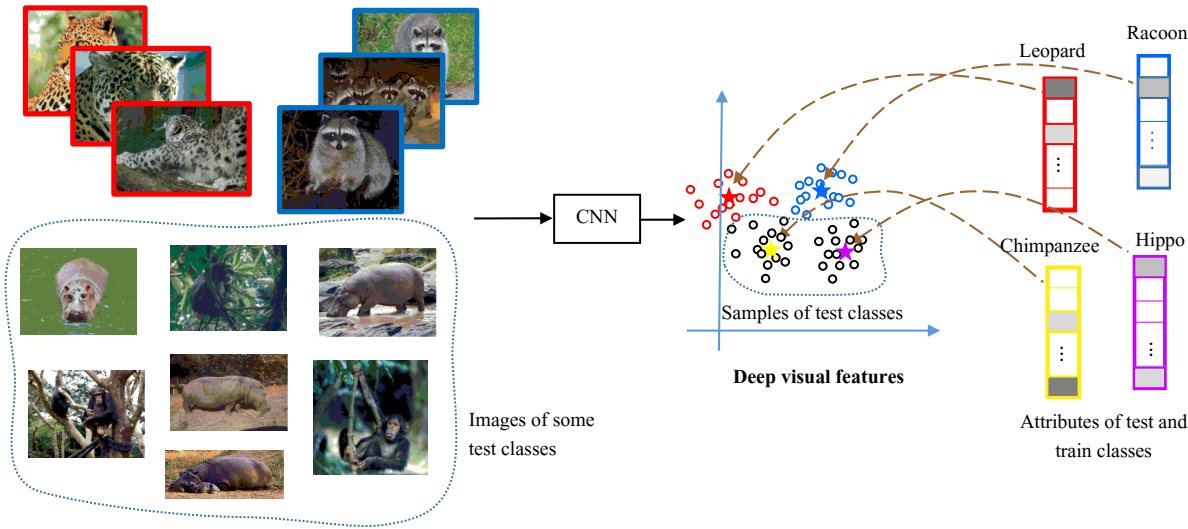 Racoon
Leopard
CNN
Chimpanzee
Hippo
Samples of test classes
Deep visual features
Images of some
test classes
Attributes of test and
train classes